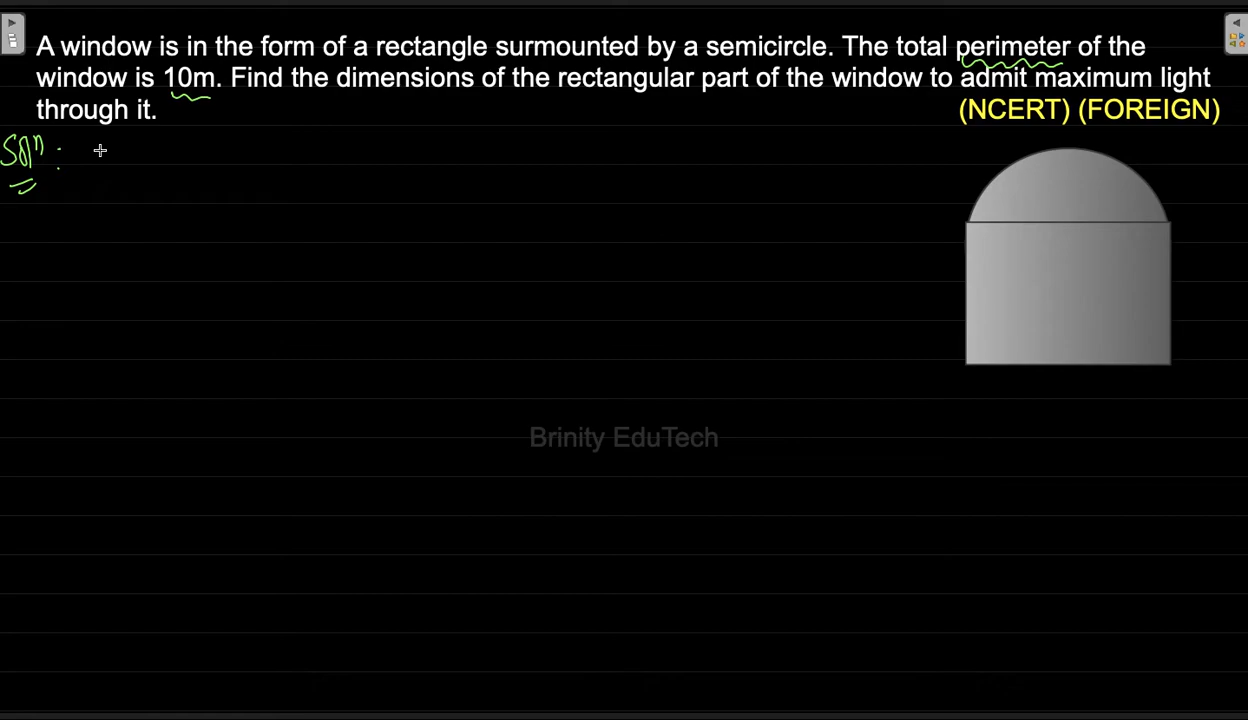 A window is in the form of a rectangle surmounted by a semicircle. The total perimeter of the
window is 10m. Find the dimensions of the rectangular part of the window to admit maximum light
through it.
(NCERT) (FOREIGN)
Solⁿ :
Brinity EduTech